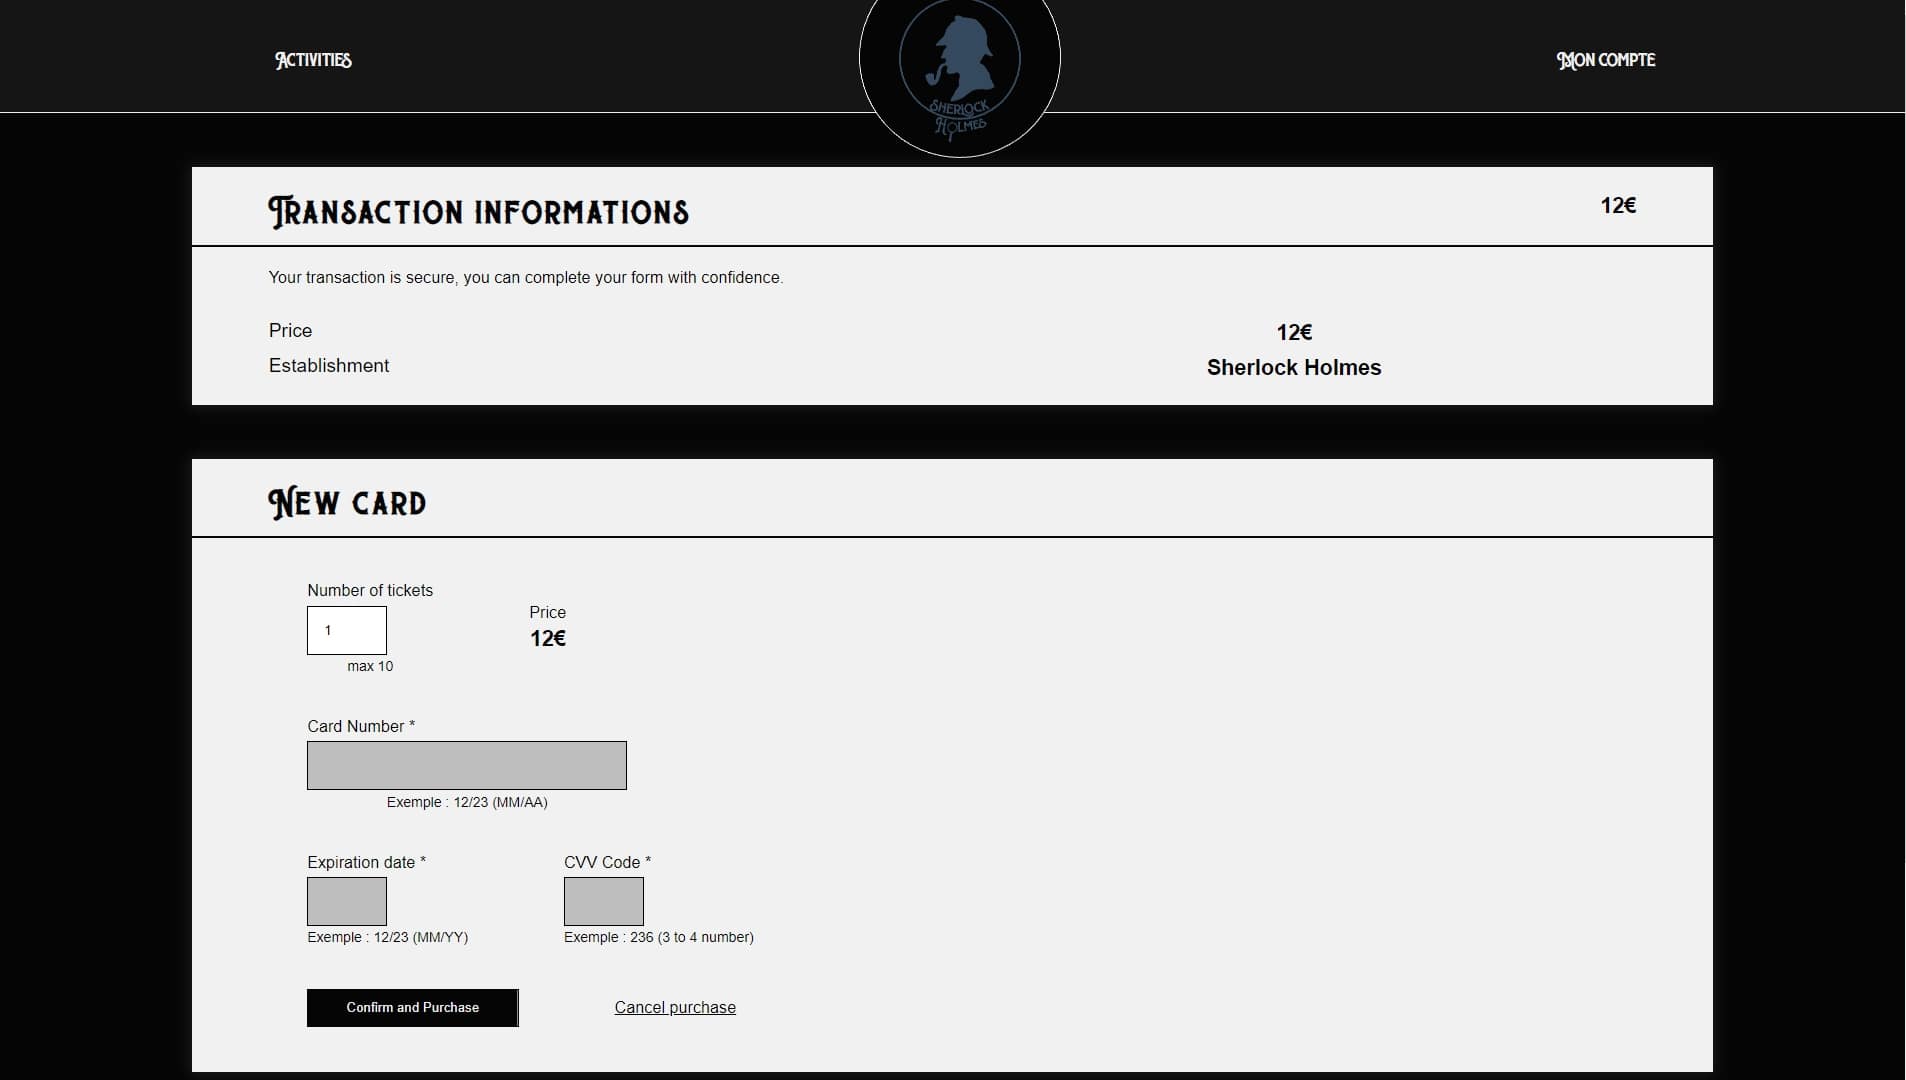 Activities
Sherlock
Holmes
Mon compte
Transaction informations
12€
Your transaction is secure, you can complete your form with confidence.
Price
12€
Establishment
Sherlock Holmes
New card
Number of tickets
1
max 10
Price
12€
Card Number *
Exemple : 12/23 (MM/AA)
Expiration date *
Exemple : 12/23 (MM/YY)
CVV Code *
Exemple : 236 (3 to 4 number)
Confirm and Purchase
Cancel purchase